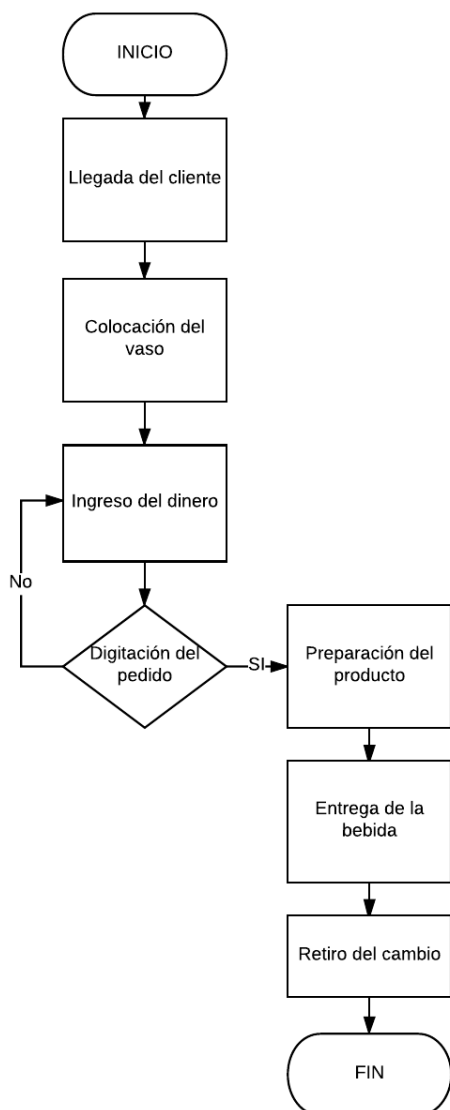 INICIO
Llegada del cliente
Colocación del
vaso
Ingreso del dinero
No
Digitación del
pedido
SI
Preparación del
producto
Entrega de la
bebida
Retiro del cambio
FIN